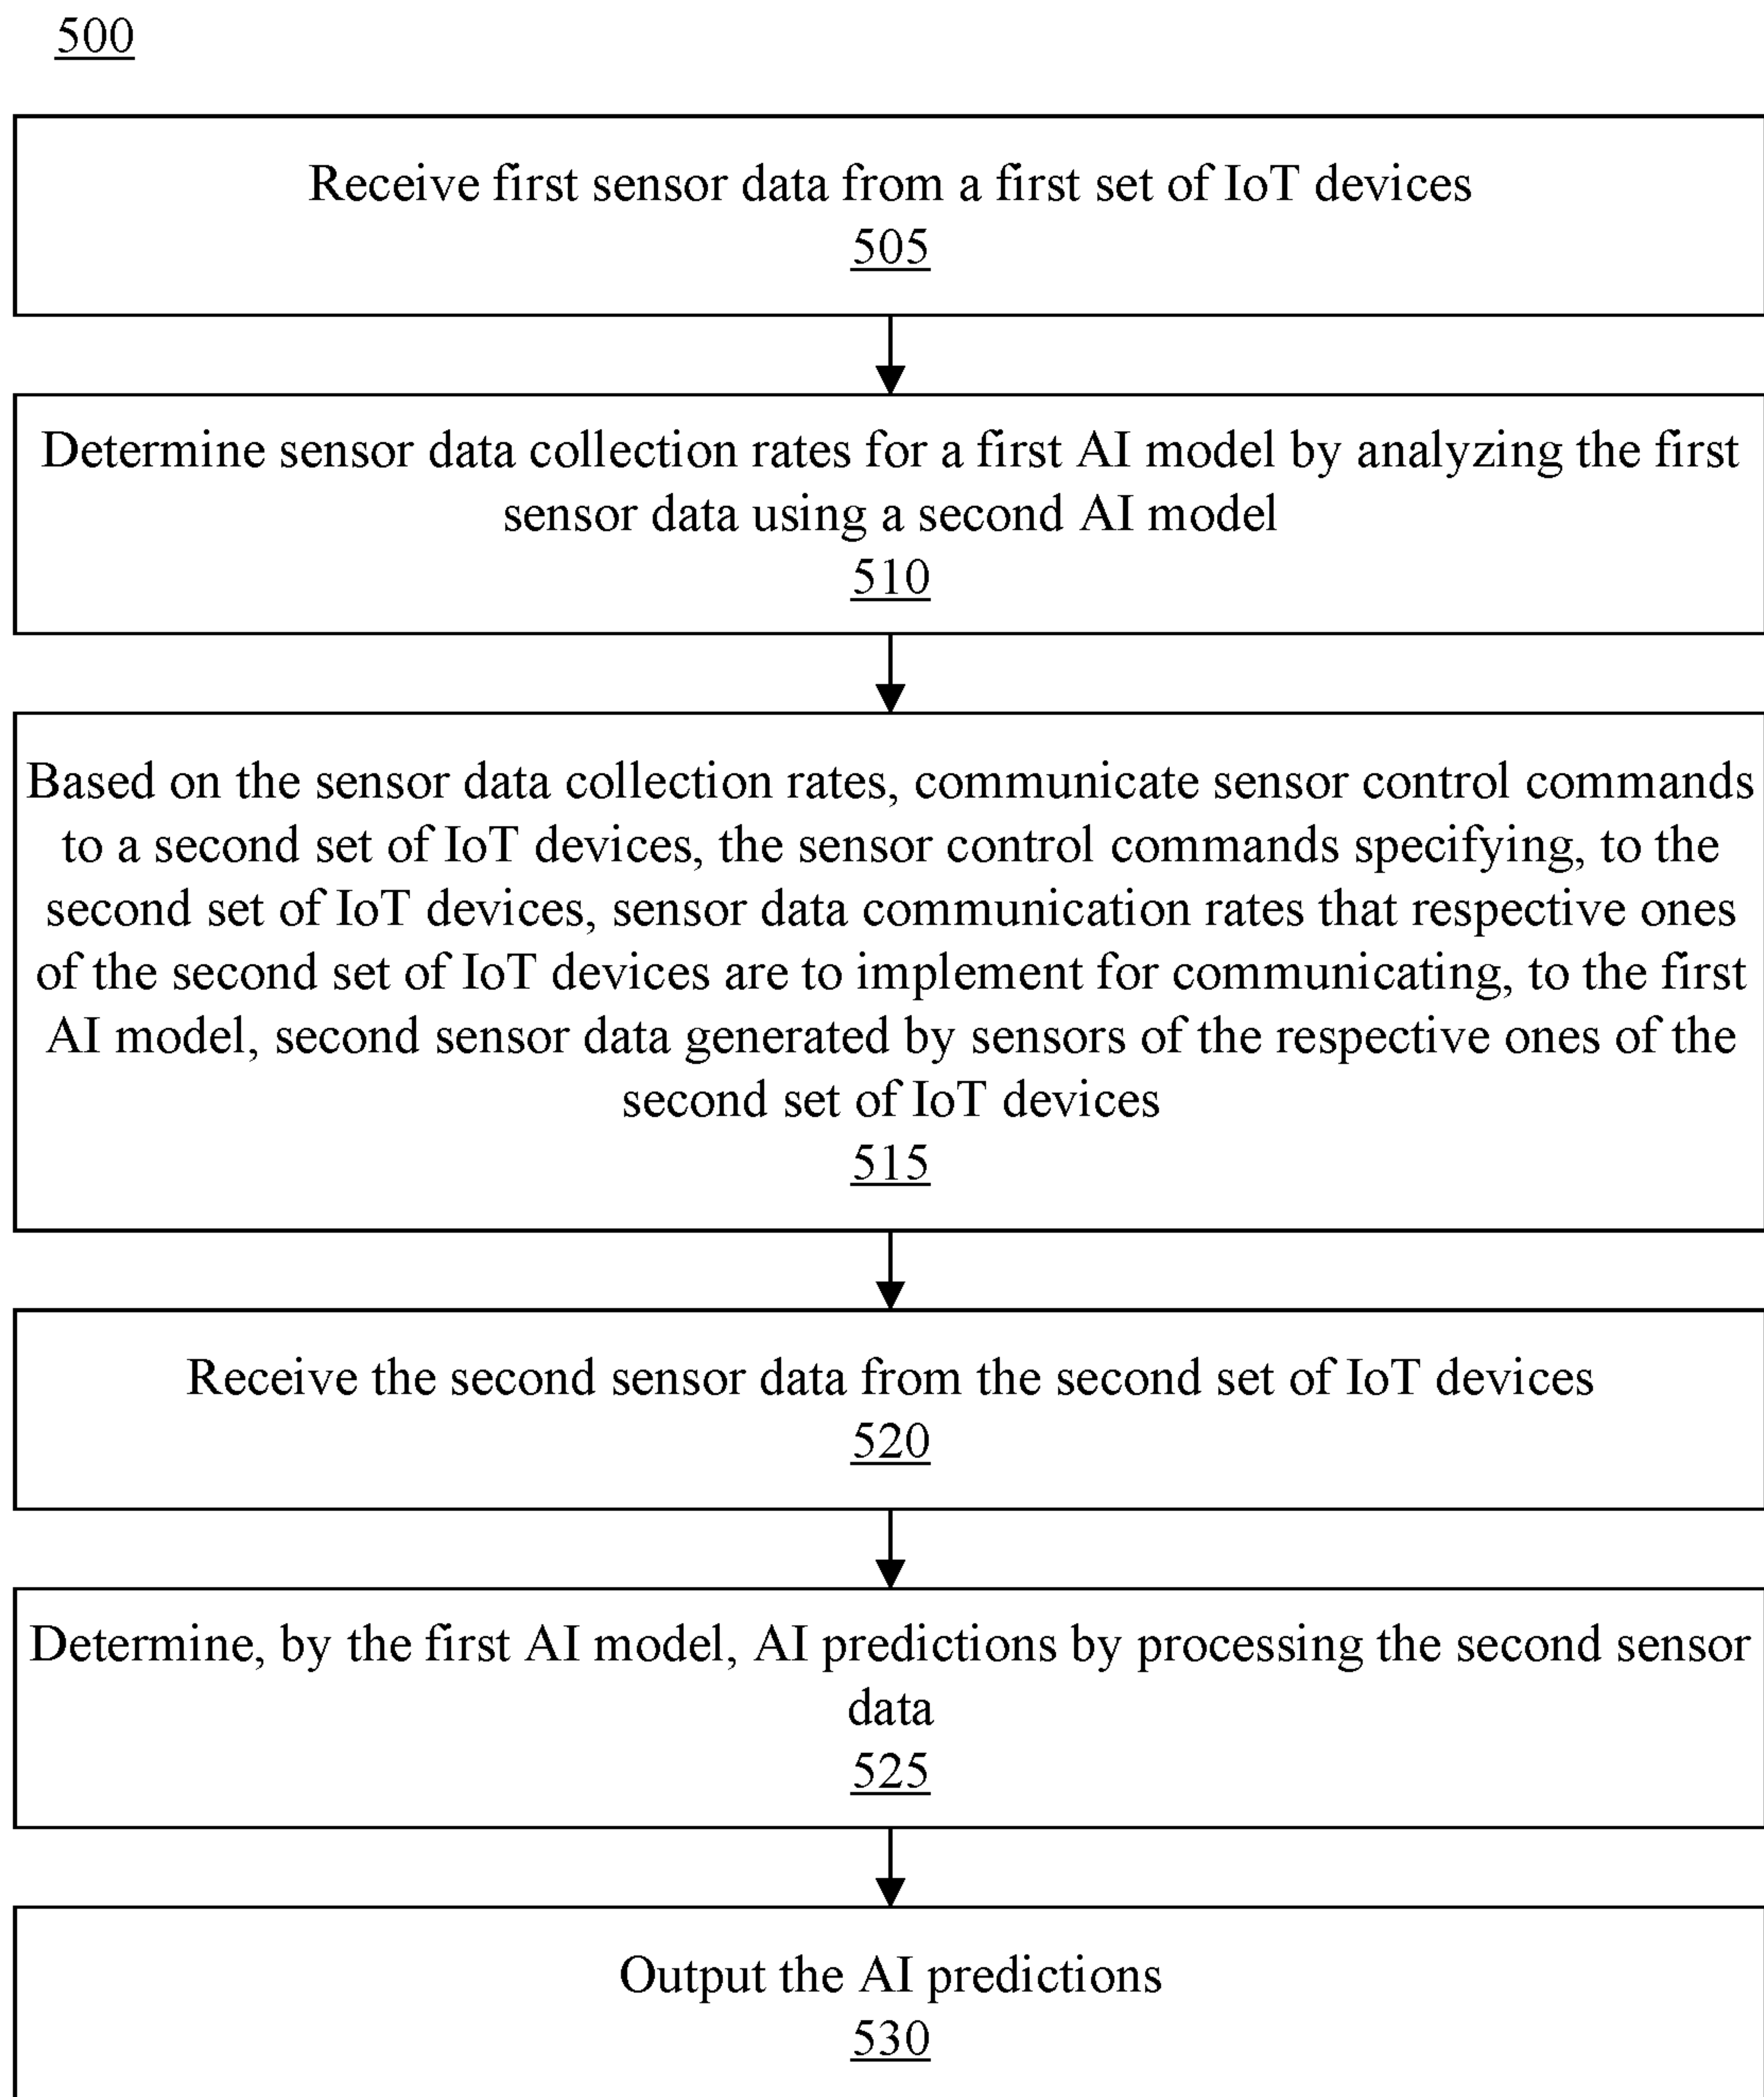 500
Receive first sensor data from a first set of IoT devices
505
Determine sensor data collection rates for a first AI model by analyzing the first
sensor data using a second AI model
510
Based on the sensor data collection rates, communicate sensor control commands
to a second set of IoT devices, the sensor control commands specifying, to the
second set of IoT devices, sensor data communication rates that respective ones
of the second set of IoT devices are to implement for communicating, to the first
AI model, second sensor data generated by sensors of the respective ones of the
second set of IoT devices
515
Receive the second sensor data from the second set of IoT devices
520
Determine, by the first AI model, AI predictions by processing the second sensor
data
525
Output the AI predictions
530